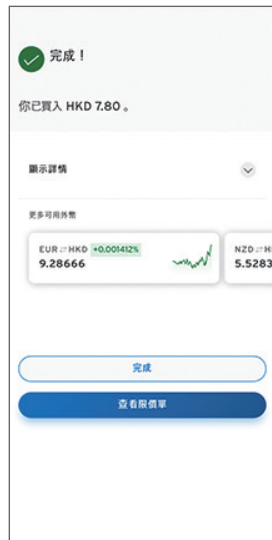 完成！
你已買入 HKD 7.80 。
顯示詳情
更多可用外幣
EUR ⇄ HKD +0.001412%
9.28666
NZD ⇄ H
5.5283
完成
查看限價單